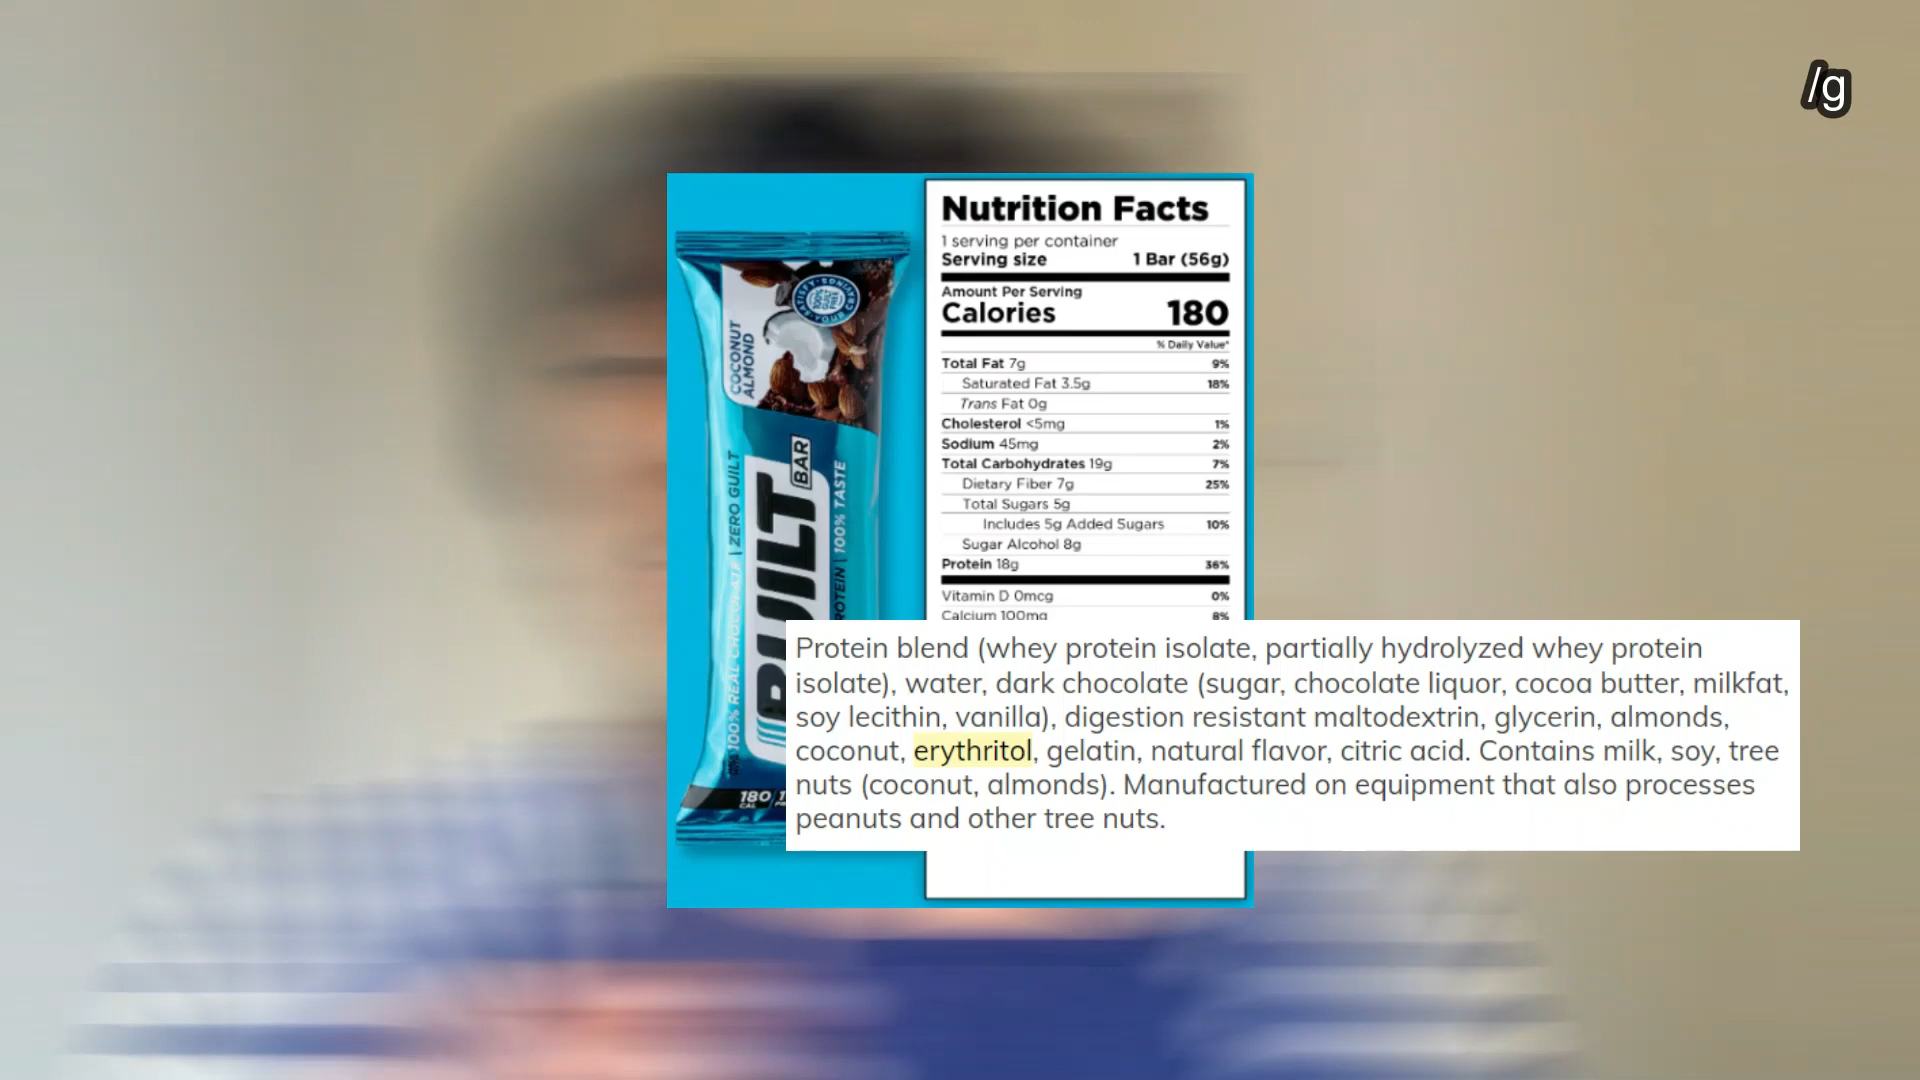 /g
Nutrition Facts
1 serving per container
Serving size 1 Bar (56g)
Amount Per Serving
Calories 180
% Daily Value*
Total Fat 7g 9%
Saturated Fat 3.5g 18%
Trans Fat 0g
Cholesterol <5mg 1%
Sodium 45mg 2%
Total Carbohydrates 19g 7%
Dietary Fiber 7g 25%
Total Sugars 5g
Includes 5g Added Sugars 10%
Sugar Alcohol 8g
Protein 18g 36%
Vitamin D 0mcg 0%
Calcium 100mg 8%
COCONUT
ALMOND
100% REAL CHOCOLATE | ZERO GUILT
BUILT
BAR
100% TASTE
180
CAL
Protein blend (whey protein isolate, partially hydrolyzed whey protein
isolate), water, dark chocolate (sugar, chocolate liquor, cocoa butter, milkfat,
soy lecithin, vanilla), digestion resistant maltodextrin, glycerin, almonds,
coconut, erythritol, gelatin, natural flavor, citric acid. Contains milk, soy, tree
nuts (coconut, almonds). Manufactured on equipment that also processes
peanuts and other tree nuts.